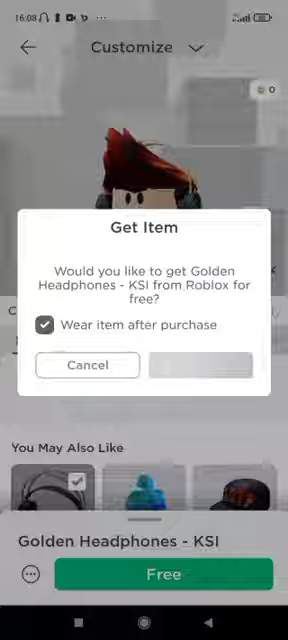 16:08
Customize
0
Get Item
Would you like to get Golden
Headphones - KSI from Roblox for
free?
Wear item after purchase
Cancel
You May Also Like
Golden Headphones - KSI
Free